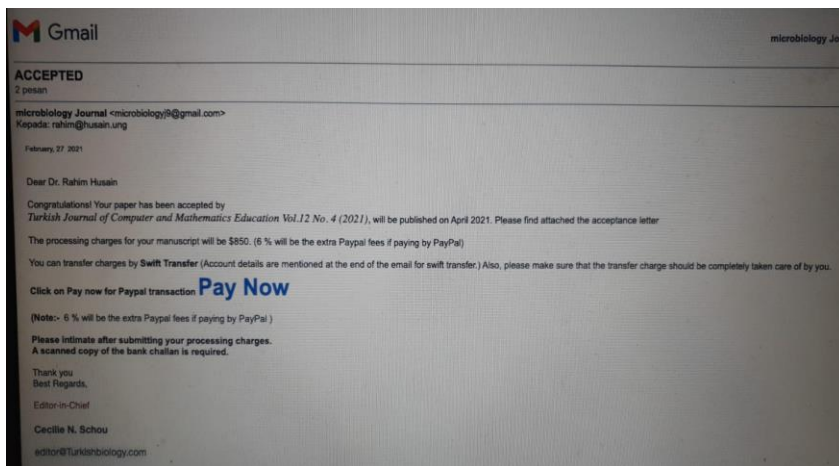 Gmail
microbiology Jo
ACCEPTED
2 pesan
microbiology Journal <microbiologyj9@gmail.com>
Kepada: rahim@husain.ung
February, 27 2021
Dear Dr. Rahim Husain
Congratulations! Your paper has been accepted by
Turkish Journal of Computer and Mathematics Education Vol.12 No. 4 (2021), will be published on April 2021. Please find attached the acceptance letter
The processing charges for your manuscript will be $850. (6 % will be the extra Paypal fees if paying by PayPal)
You can transfer charges by Swift Transfer (Account details are mentioned at the end of the email for swift transfer.) Also, please make sure that the transfer charge should be completely taken care of by you.
Click on Pay now for Paypal transaction Pay Now
(Note:- 6 % will be the extra Paypal fees if paying by PayPal )
Please intimate after submitting your processing charges.
A scanned copy of the bank challan is required.
Thank you
Best Regards,
Editor-in-Chief
Cecilie N. Schou
editor@Turkishbiology.com